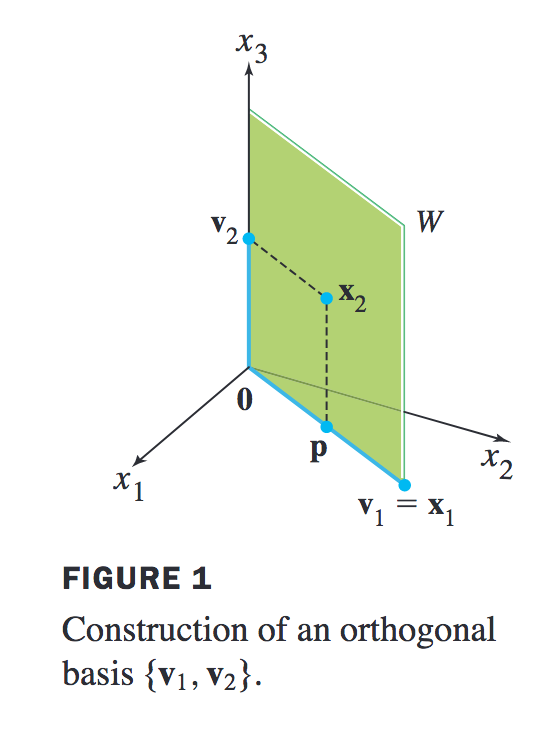 x₃
W
v₂
x₂
0
p
x₁
x₂
v₁ = x₁
FIGURE 1
Construction of an orthogonal
basis {v₁, v₂}.